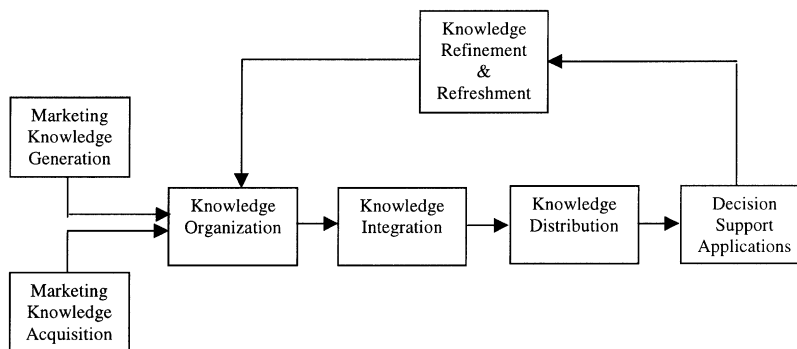 Knowledge
Refinement
&
Refreshment
Marketing
Knowledge
Generation
Knowledge
Organization
Knowledge
Integration
Knowledge
Distribution
Decision
Support
Applications
Marketing
Knowledge
Acquisition